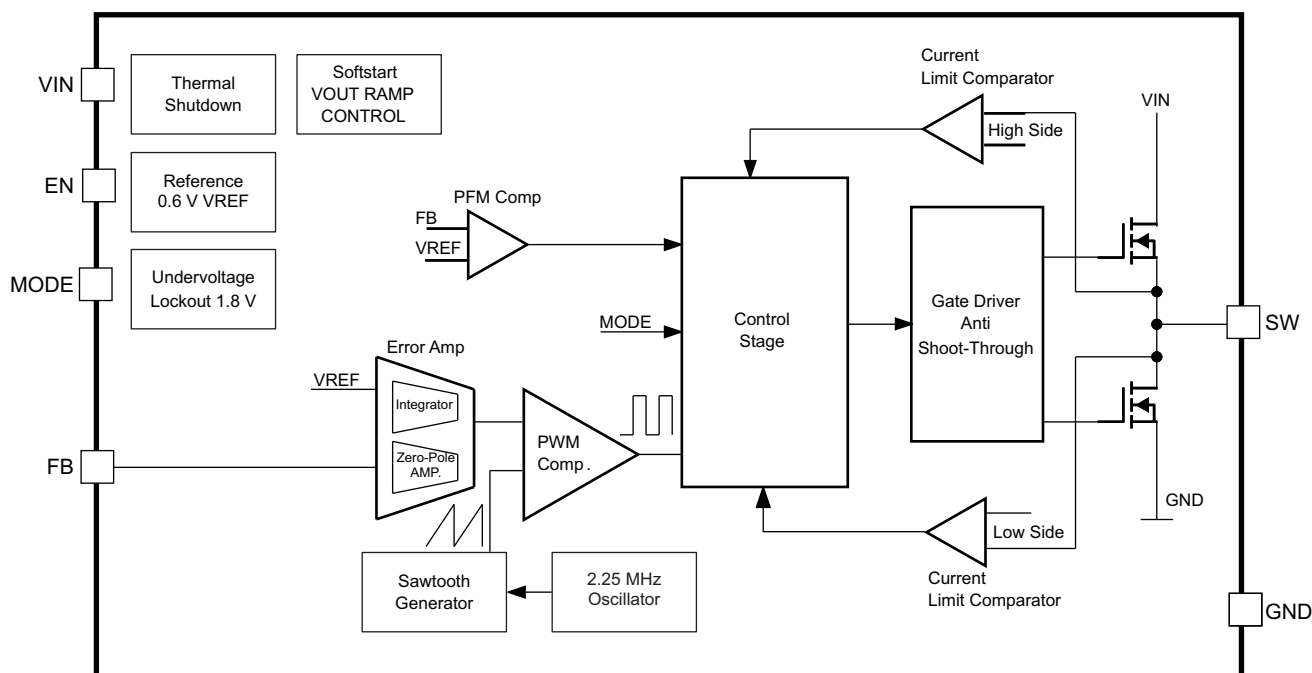 VIN
EN
MODE
FB
Thermal
Shutdown
Softstart
VOUT RAMP
CONTROL
Reference
0.6 V VREF
Undervoltage
Lockout 1.8 V
PFM Comp
FB
VREF
MODE
Error Amp
VREF
Integrator
Zero-Pole
AMP.
PWM
Comp.
Sawtooth
Generator
2.25 MHz
Oscillator
Control
Stage
Current
Limit Comparator
High Side
Gate Driver
Anti
Shoot-Through
Low Side
Current
Limit Comparator
VIN
GND
SW
GND